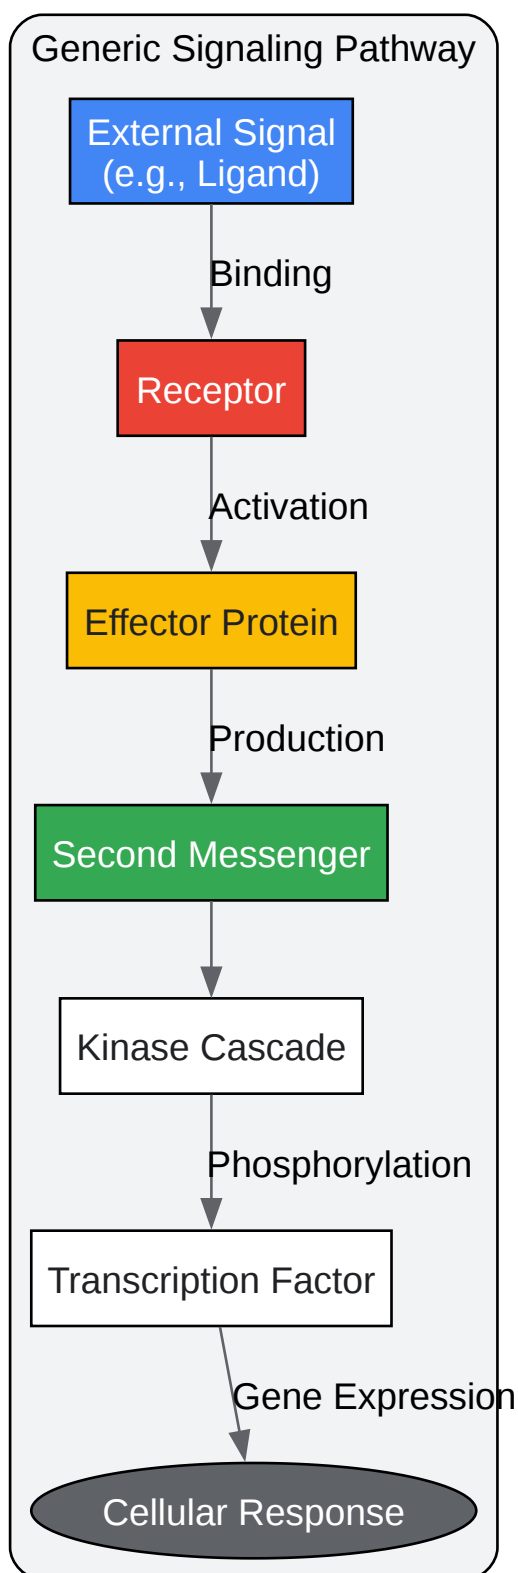 Generic Signaling Pathway
External Signal
(e.g., Ligand)
Binding
Receptor
Activation
Effector Protein
Production
Second Messenger
Kinase Cascade
Phosphorylation
Transcription Factor
Gene Expression
Cellular Response